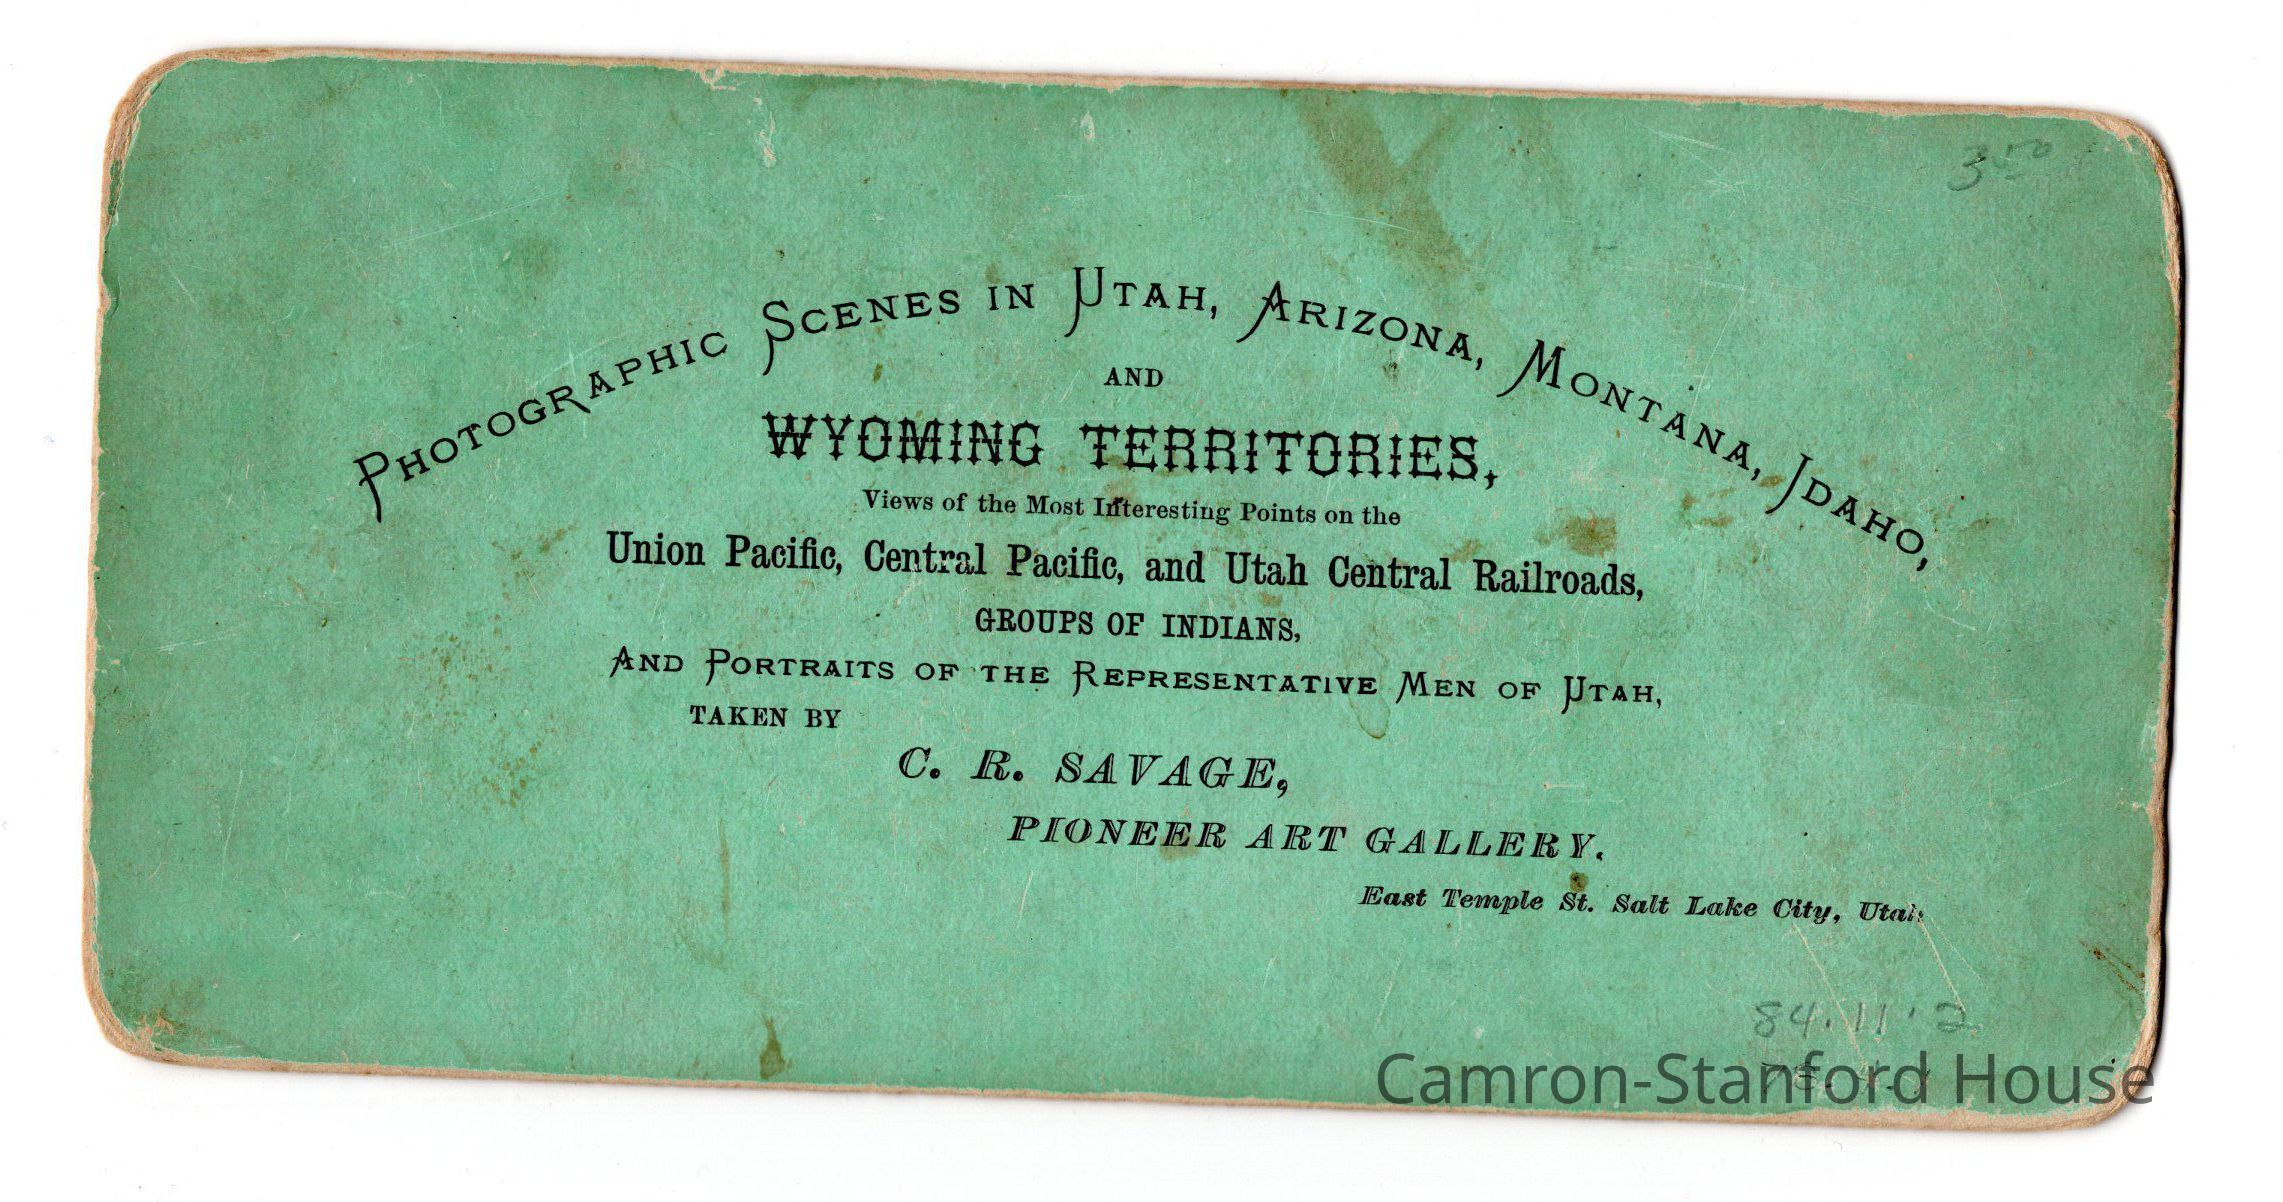 3 50
Photographic Scenes in Utah, Arizona, Montana, Idaho,
AND
WYOMING TERRITORIES,
Views of the Most Interesting Points on the
Union Pacific, Central Pacific, and Utah Central Railroads,
GROUPS OF INDIANS,
And Portraits of the Representative Men of Utah,
TAKEN BY
C. R. SAVAGE,
PIONEER ART GALLERY.
East Temple St. Salt Lake City, Utah
84.11.2
Camron-Stanford House